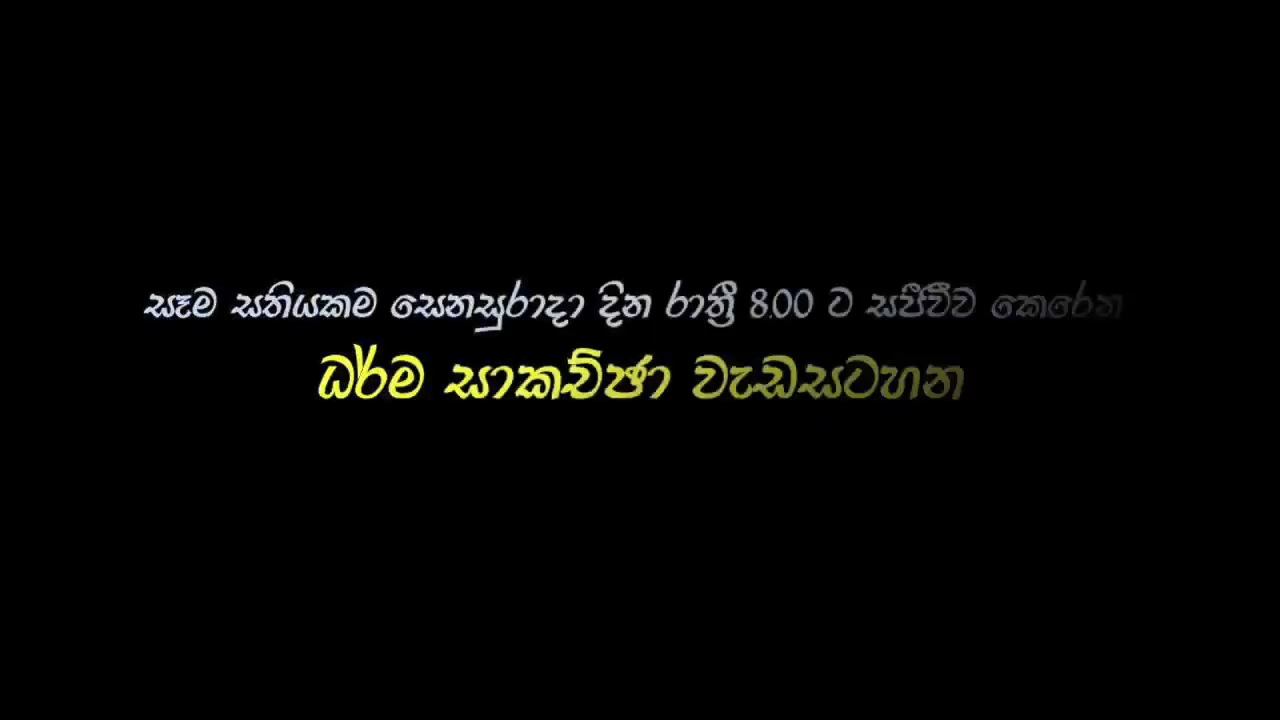 සෑම සතියකම සෙනසුරාදා දින රාත්‍රී 8.00 ට සජීවීව කෙරෙන
ධර්ම සාකච්ඡා වැඩසටහන